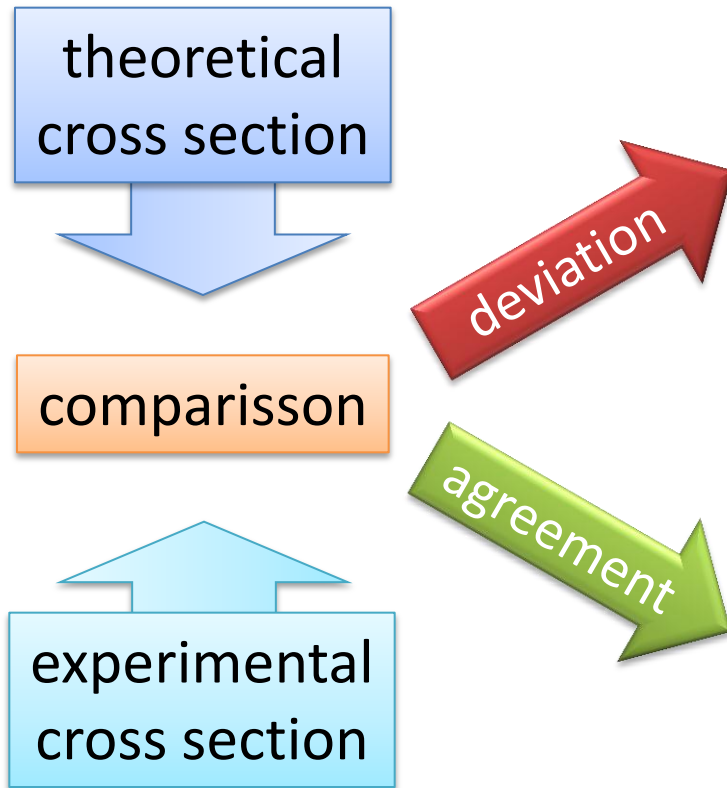 theoretical
cross section
deviation
comparisson
agreement
experimental
cross section